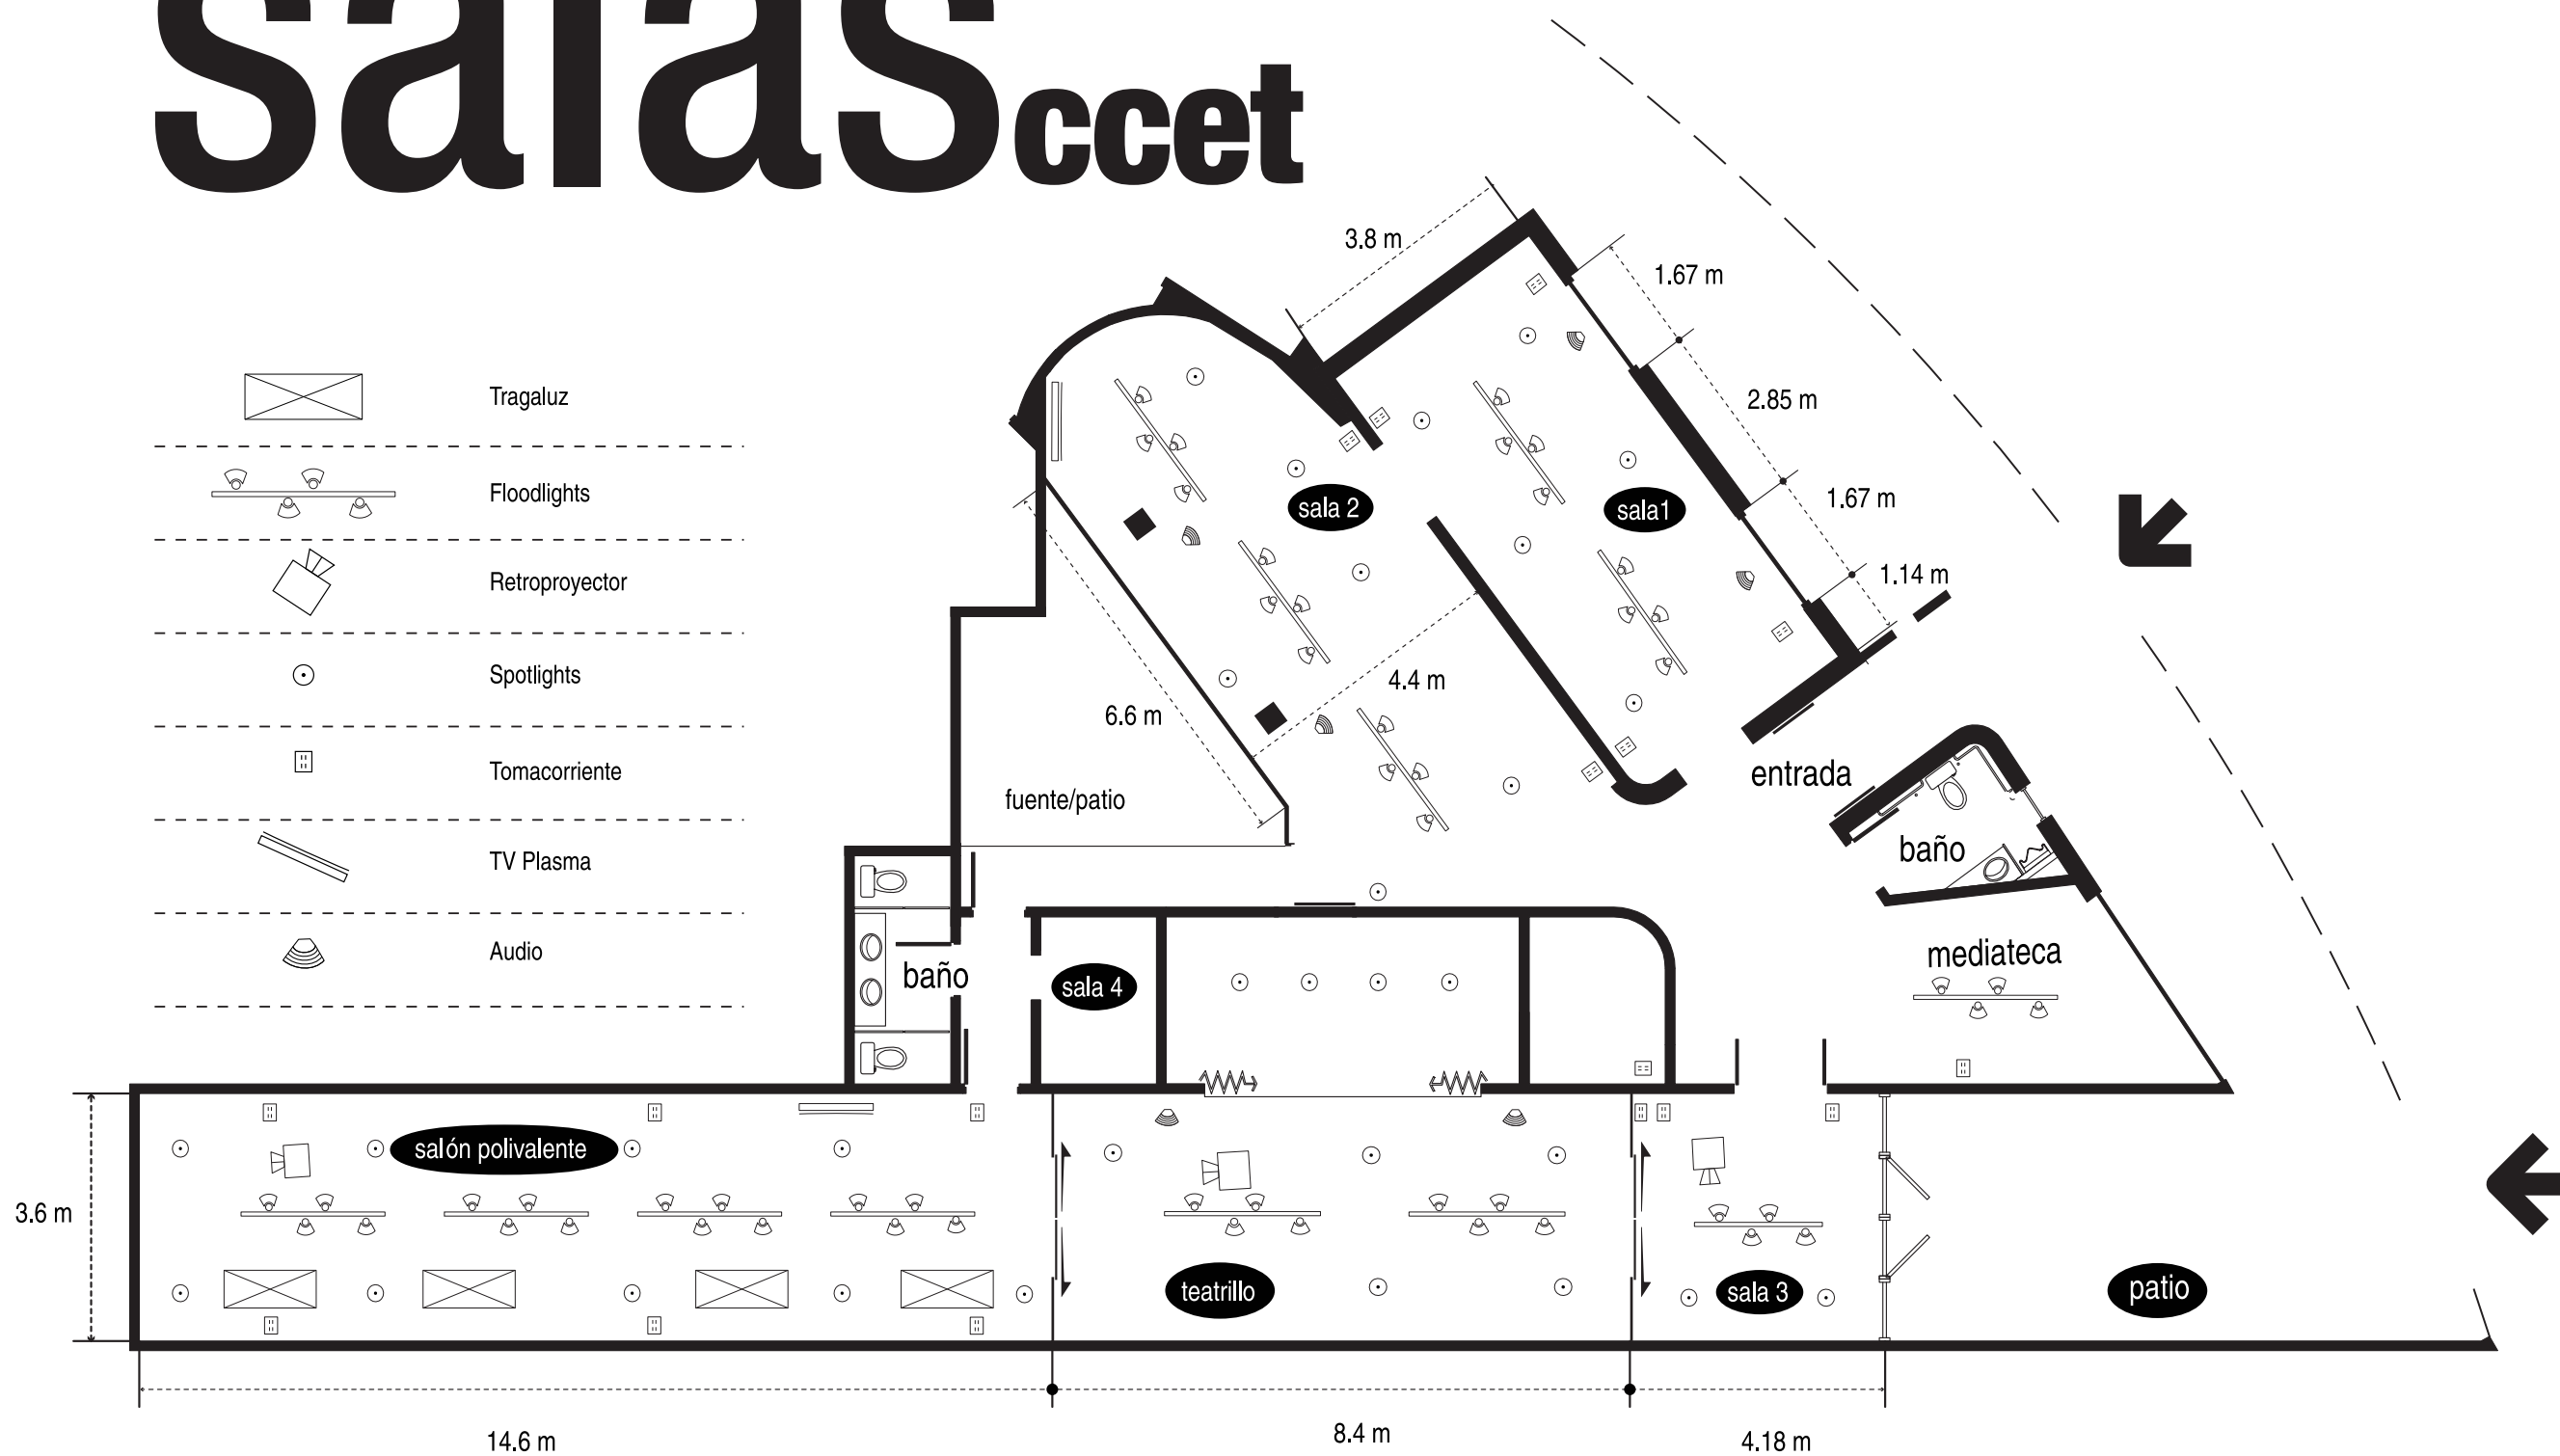 salas ccet
3.8 m
1.67 m
2.85 m
1.67 m
1.14 m
Tragaluz
Floodlights
Retroproyector
Spotlights
Tomacorriente
TV Plasma
Audio
sala 2
sala1
4.4 m
6.6 m
fuente/patio
entrada
baño
mediateca
baño
sala 4
salón polivalente
3.6 m
teatrillo
sala 3
patio
14.6 m
8.4 m
4.18 m